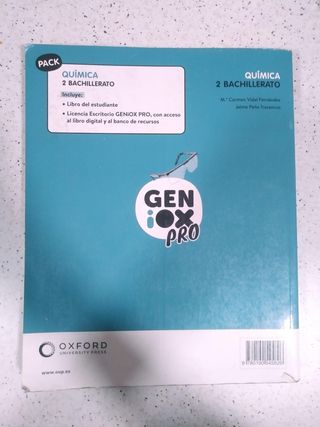 PACK
QUÍMICA
2 BACHILLERATO
Incluye:
• Libro del estudiante
• Licencia Escritorio GENiOX PRO, con acceso
al libro digital y al banco de recursos
QUÍMICA
2 BACHILLERATO
M.ª Carmen Vidal Fernández
Jaime Peña Tresancos
GEN
iOX
PRO
OXFORD
UNIVERSITY PRESS
www.oup.es